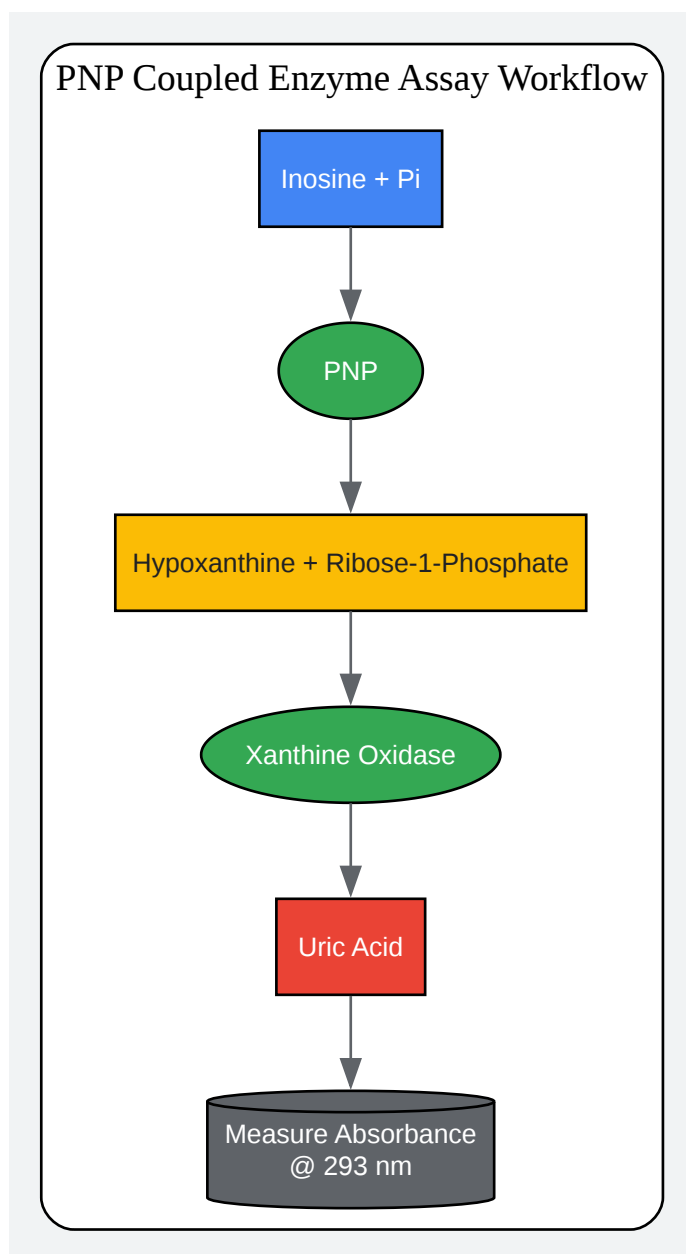 PNP Coupled Enzyme Assay Workflow
Inosine + Pi
PNP
Hypoxanthine + Ribose-1-Phosphate
Xanthine Oxidase
Uric Acid
Measure Absorbance
@ 293 nm